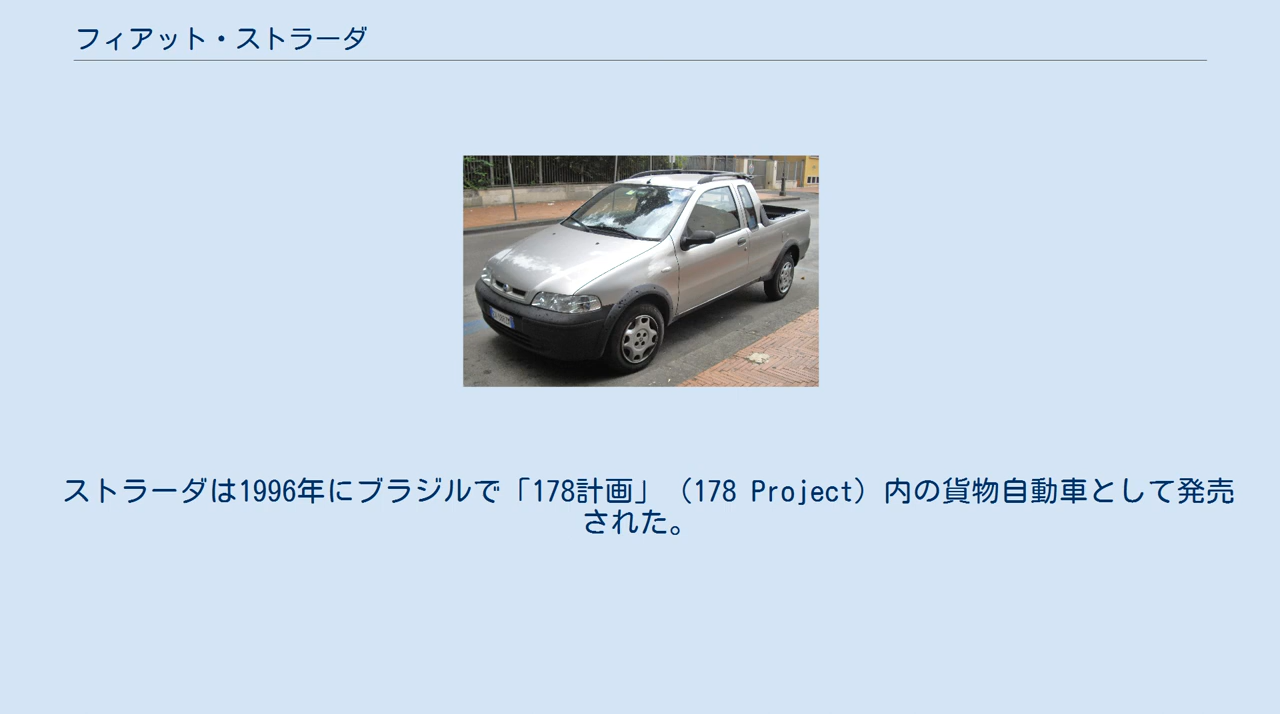 フィアット・ストラーダ
ストラーダは1996年にブラジルで「178計画」（178 Project）内の貨物自動車として発売
された。